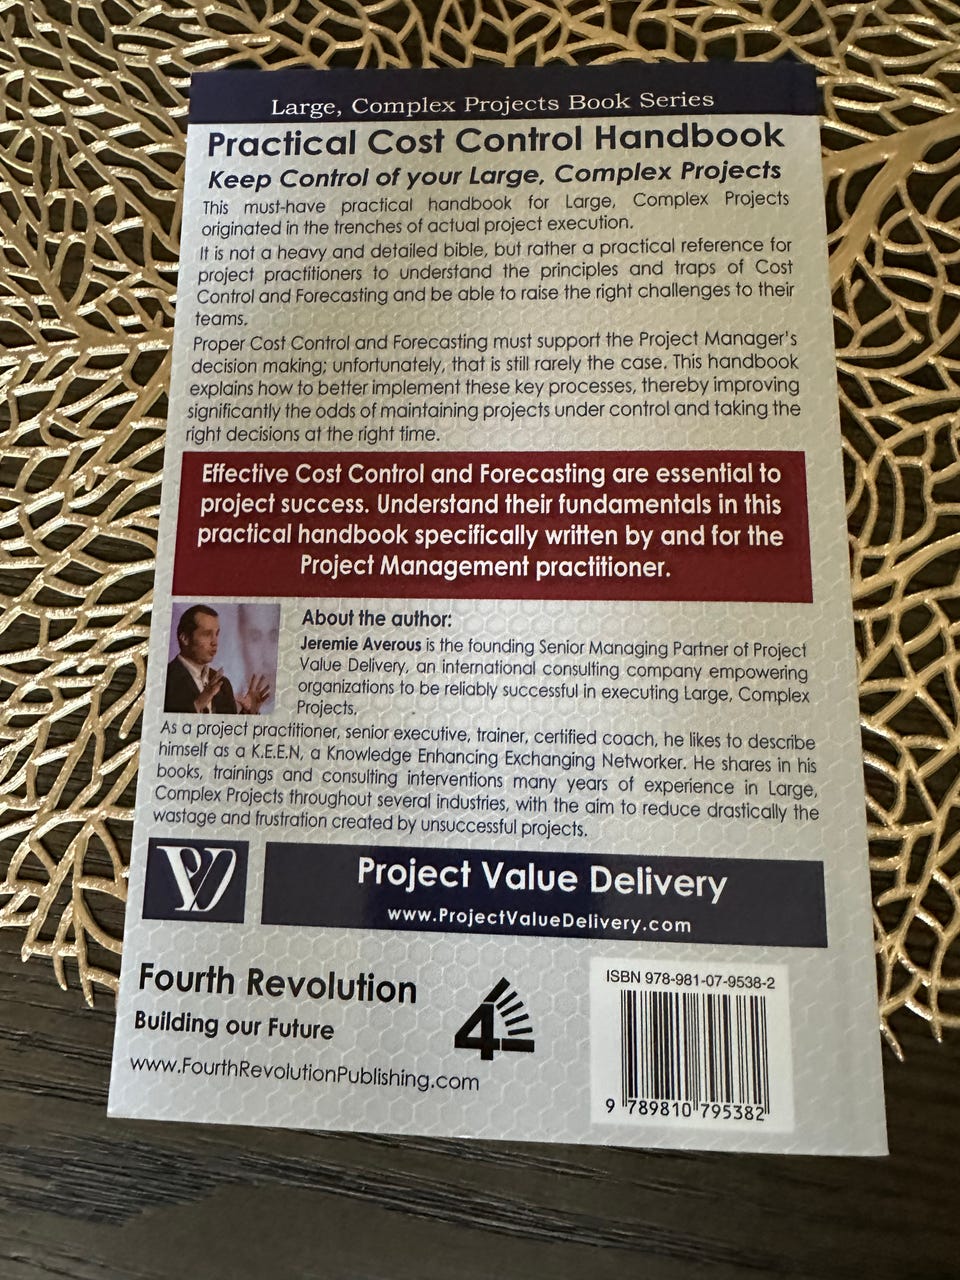 Large, Complex Projects Book Series
Practical Cost Control Handbook
Keep Control of your Large, Complex Projects
This must-have practical handbook for Large, Complex Projects
originated in the trenches of actual project execution.
It is not a heavy and detailed bible, but rather a practical reference for
project practitioners to understand the principles and traps of Cost
Control and Forecasting and be able to raise the right challenges to their
teams.
Proper Cost Control and Forecasting must support the Project Manager's
decision making; unfortunately, that is still rarely the case. This handbook
explains how to better implement these key processes, thereby improving
significantly the odds of maintaining projects under control and taking the
right decisions at the right time.
Effective Cost Control and Forecasting are essential to
project success. Understand their fundamentals in this
practical handbook specifically written by and for the
Project Management practitioner.
About the author:
Jeremie Averous is the founding Senior Managing Partner of Project
Value Delivery, an international consulting company empowering
organizations to be reliably successful in executing Large, Complex
Projects.
As a project practitioner, senior executive, trainer, certified coach, he likes to describe
himself as a K.E.E.N, a Knowledge Enhancing Exchanging Networker. He shares in his
books, trainings and consulting interventions many years of experience in Large,
Complex Projects throughout several industries, with the aim to reduce drastically the
wastage and frustration created by unsuccessful projects.
Project Value Delivery
www.ProjectValueDelivery.com
Fourth Revolution
Building our Future
www.FourthRevolutionPublishing.com
4
ISBN 978-981-07-9538-2
9 789810 795382